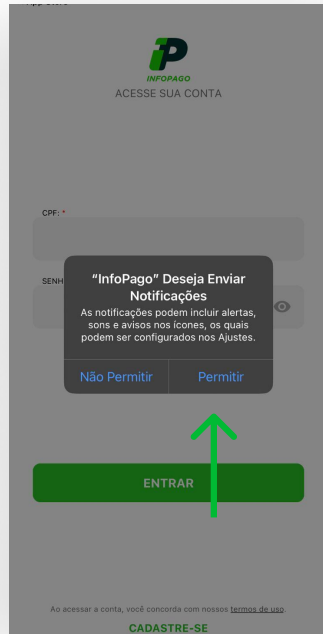 INFOPAGO
ACESSE SUA CONTA
CPF: *
SENH
“InfoPago” Deseja Enviar
Notificações
As notificações podem incluir alertas,
sons e avisos nos ícones, os quais
podem ser configurados nos Ajustes.
Não Permitir Permitir
ENTRAR
Ao acessar a conta, você concorda com nossos termos de uso.
CADASTRE-SE